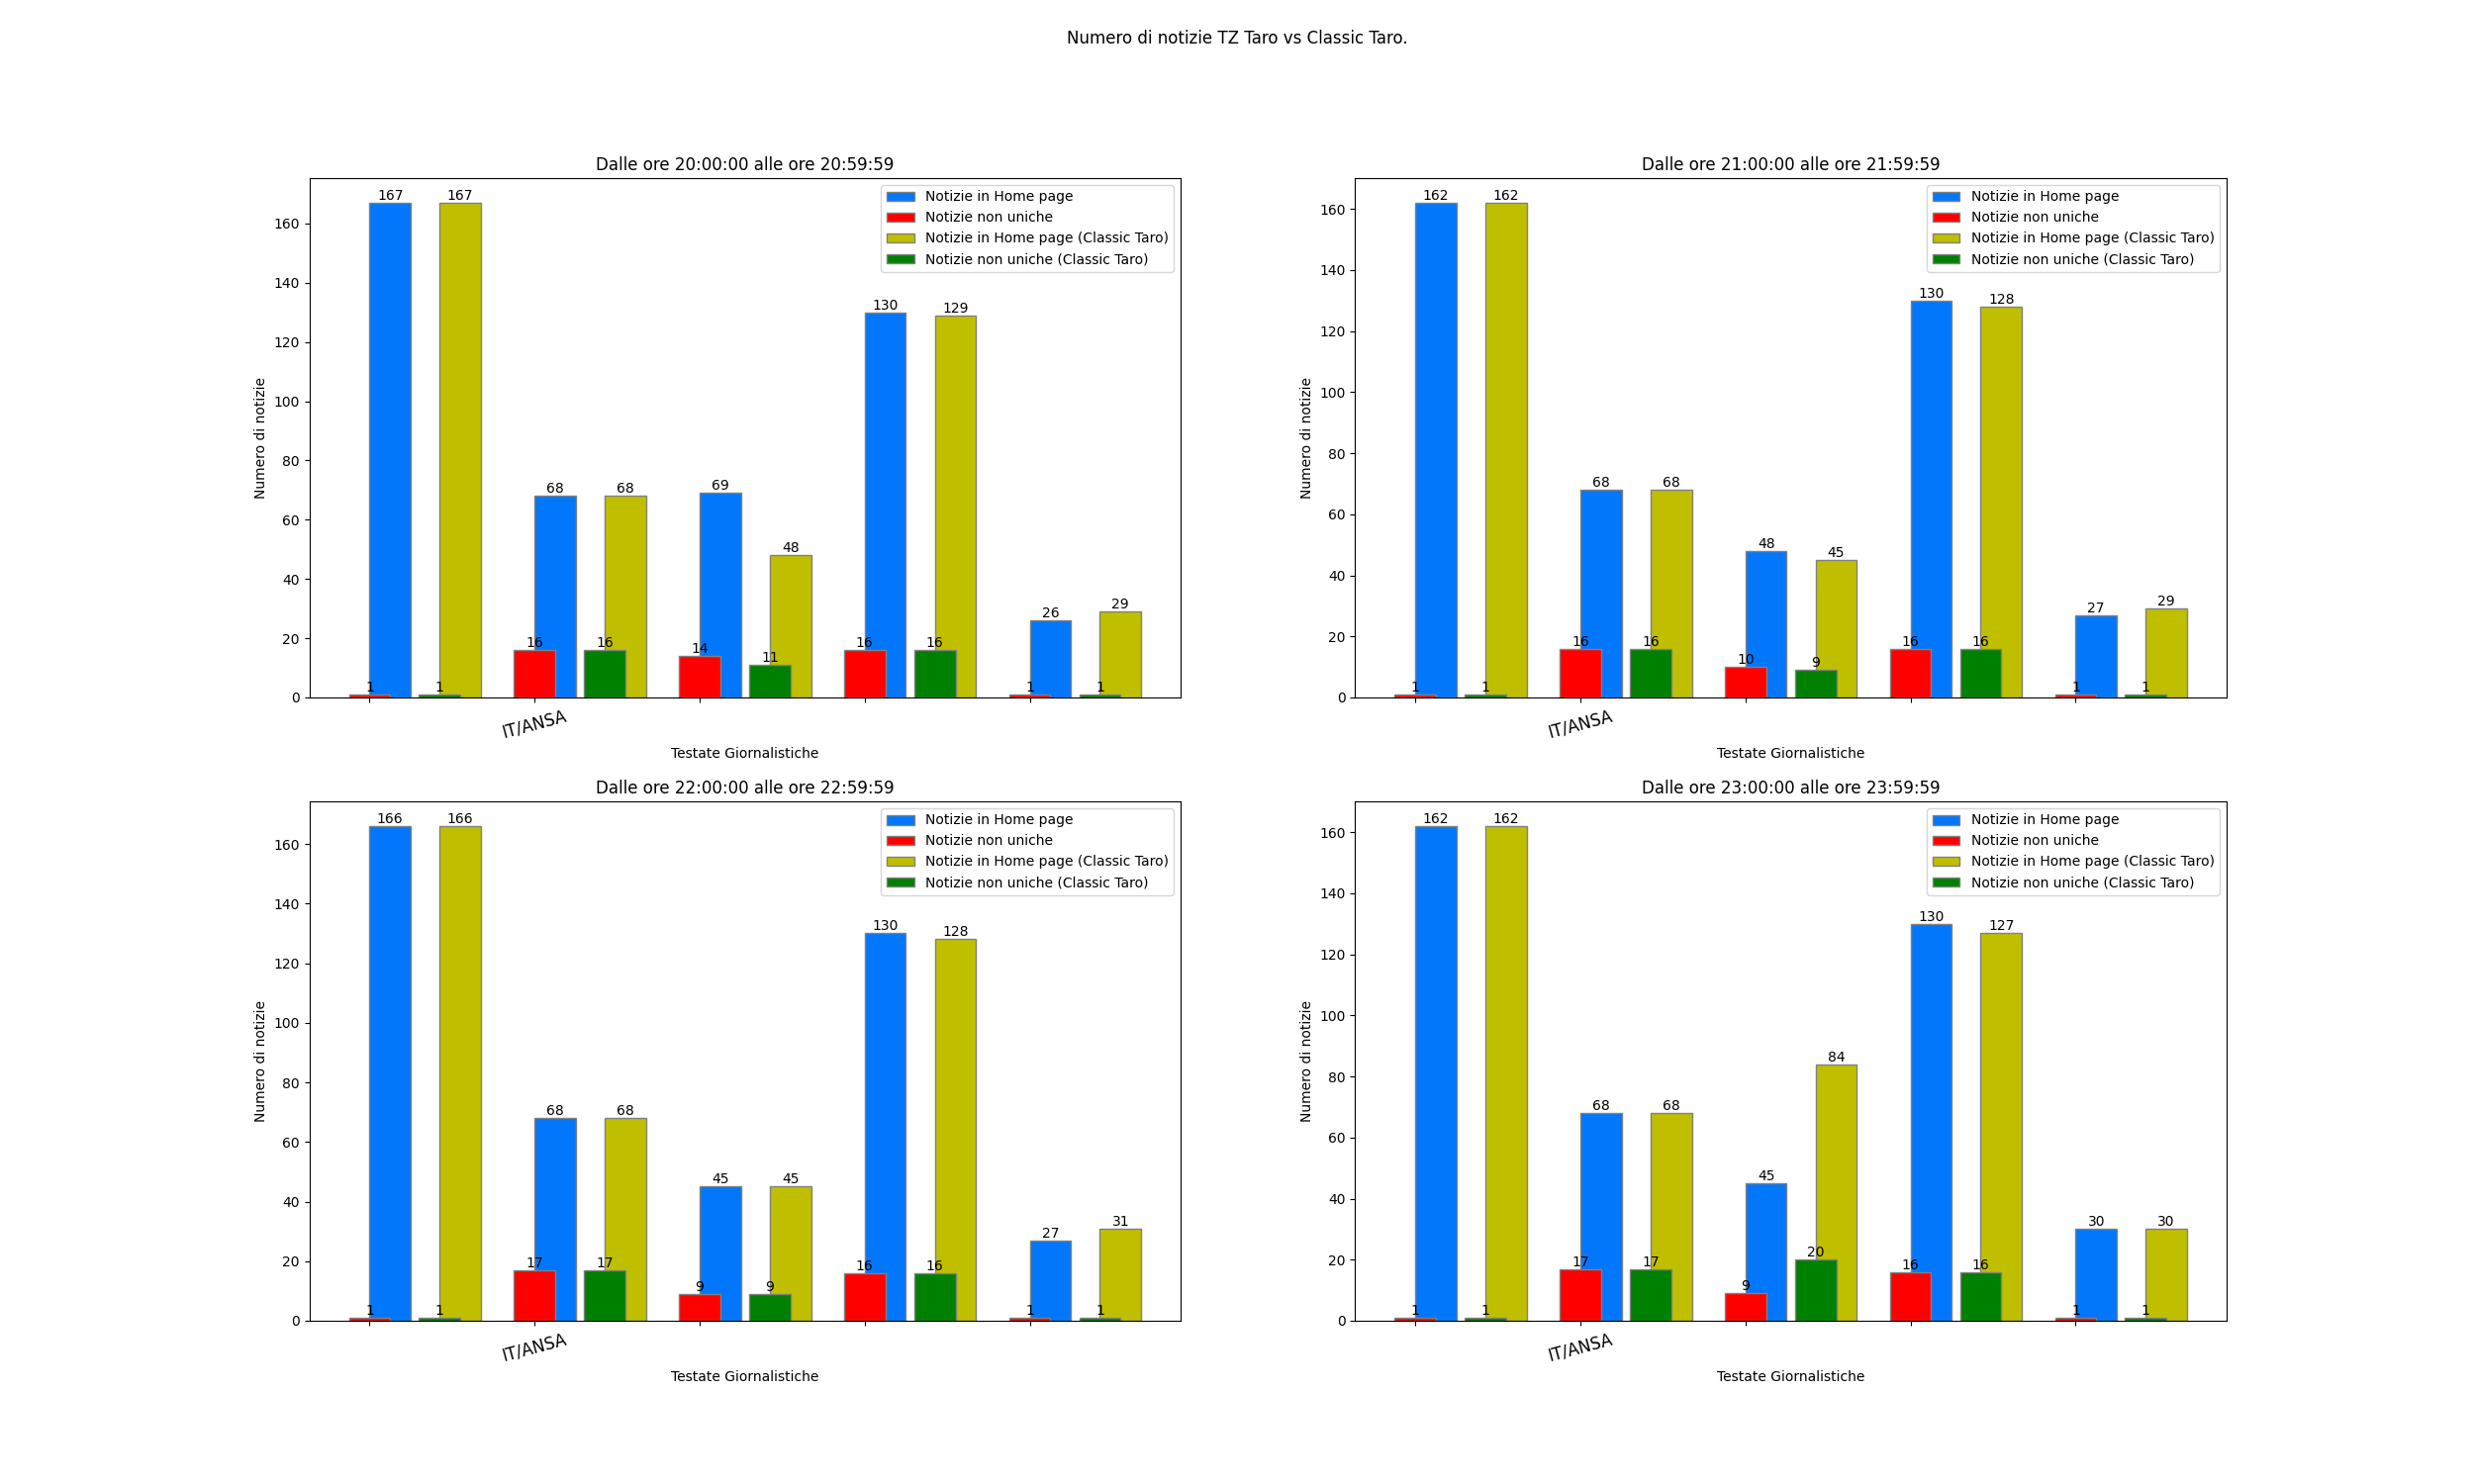 Numero di notizie TZ Taro vs Classic Taro.
Dalle ore 20:00:00 alle ore 20:59:59
Numero di notizie
0
20
40
60
80
100
120
140
160
167 167
68 68
69 48
130 129
26 29
1 1
16 16
14 11
16 16
1 1
Notizie in Home page
Notizie non uniche
Notizie in Home page (Classic Taro)
Notizie non uniche (Classic Taro)
IT/ANSA
Testate Giornalistiche
Dalle ore 21:00:00 alle ore 21:59:59
Numero di notizie
0
20
40
60
80
100
120
140
160
162 162
68 68
48 45
130 128
27 29
1 1
16 16
10 9
16 16
1 1
Notizie in Home page
Notizie non uniche
Notizie in Home page (Classic Taro)
Notizie non uniche (Classic Taro)
IT/ANSA
Testate Giornalistiche
Dalle ore 22:00:00 alle ore 22:59:59
Numero di notizie
0
20
40
60
80
100
120
140
160
166 166
68 68
45 45
130 128
27 31
1 1
17 17
9 9
16 16
1 1
Notizie in Home page
Notizie non uniche
Notizie in Home page (Classic Taro)
Notizie non uniche (Classic Taro)
IT/ANSA
Testate Giornalistiche
Dalle ore 23:00:00 alle ore 23:59:59
Numero di notizie
0
20
40
60
80
100
120
140
160
162 162
68 68
45 84
130 127
30 30
1 1
17 17
9 20
16 16
1 1
Notizie in Home page
Notizie non uniche
Notizie in Home page (Classic Taro)
Notizie non uniche (Classic Taro)
IT/ANSA
Testate Giornalistiche